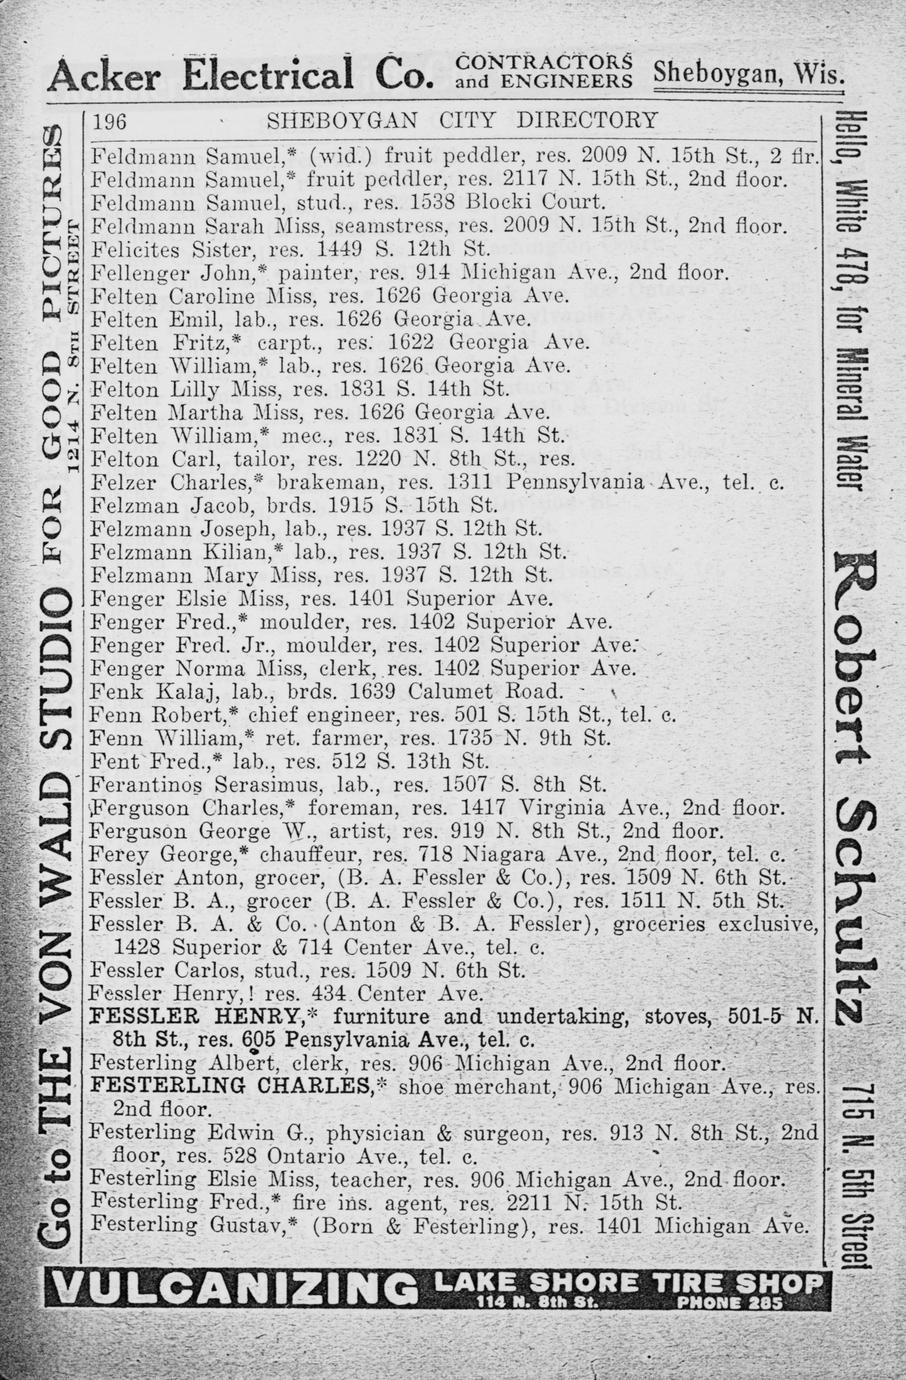 Acker Electrical Co. CONTRACTORS and ENGINEERS Sheboygan, Wis.
196 SHEBOYGAN CITY DIRECTORY
Feldmann Samuel,* (wid.) fruit peddler, res. 2009 N. 15th St., 2 flr.
Feldmann Samuel,* fruit peddler, res. 2117 N. 15th St., 2nd floor.
Feldmann Samuel, stud., res. 1538 Blocki Court.
Feldmann Sarah Miss, seamstress, res. 2009 N. 15th St., 2nd floor.
Felicites Sister, res. 1449 S. 12th St.
Fellenger John,* painter, res. 914 Michigan Ave., 2nd floor.
Felten Caroline Miss, res. 1626 Georgia Ave.
Felten Emil, lab., res. 1626 Georgia Ave.
Felten Fritz,* carpt., res. 1622 Georgia Ave.
Felten William,* lab., res. 1626 Georgia Ave.
Felton Lilly Miss, res. 1831 S. 14th St.
Felten Martha Miss, res. 1626 Georgia Ave.
Felten William,* mec., res. 1831 S. 14th St.
Felton Carl, tailor, res. 1220 N. 8th St., res.
Felzer Charles,* brakeman, res. 1311 Pennsylvania Ave., tel. c.
Felzman Jacob, brds. 1915 S. 15th St.
Felzmann Joseph, lab., res. 1937 S. 12th St.
Felzmann Kilian,* lab., res. 1937 S. 12th St.
Felzmann Mary Miss, res. 1937 S. 12th St.
Fenger Elsie Miss, res. 1401 Superior Ave.
Fenger Fred.,* moulder, res. 1402 Superior Ave.
Fenger Fred. Jr., moulder, res. 1402 Superior Ave.
Fenger Norma Miss, clerk, res. 1402 Superior Ave.
Fenk Kalaj, lab., brds. 1639 Calumet Road.
Fenn Robert,* chief engineer, res. 501 S. 15th St., tel. c.
Fenn William,* ret. farmer, res. 1735 N. 9th St.
Fent Fred.,* lab., res. 512 S. 13th St.
Ferantinos Serasimus, lab., res. 1507 S. 8th St.
Ferguson Charles,* foreman, res. 1417 Virginia Ave., 2nd floor.
Ferguson George W., artist, res. 919 N. 8th St., 2nd floor.
Ferey George,* chauffeur, res. 718 Niagara Ave., 2nd floor, tel. c.
Fessler Anton, grocer, (B. A. Fessler & Co.), res. 1509 N. 6th St.
Fessler B. A., grocer (B. A. Fessler & Co.), res. 1511 N. 5th St.
Fessler B. A. & Co. (Anton & B. A. Fessler), groceries exclusive,
1428 Superior & 714 Center Ave., tel. c.
Fessler Carlos, stud., res. 1509 N. 6th St.
Fessler Henry,! res. 434 Center Ave.
FESSLER HENRY,* furniture and undertaking, stoves, 501-5 N.
8th St., res. 605 Pensylvania Ave., tel. c.
Festerling Albert, clerk, res. 906 Michigan Ave., 2nd floor.
FESTERLING CHARLES,* shoe merchant, 906 Michigan Ave., res.
2nd floor.
Festerling Edwin G., physician & surgeon, res. 913 N. 8th St., 2nd
floor, res. 528 Ontario Ave., tel. c.
Festerling Elsie Miss, teacher, res. 906 Michigan Ave., 2nd floor.
Festerling Fred.,* fire ins. agent, res. 2211 N. 15th St.
Festerling Gustav,* (Born & Festerling), res. 1401 Michigan Ave.
Go to THE VON WALD STUDIO FOR GOOD PICTURES
1214 N. 8TH STREET
Hello, White 478, for Mineral Water Robert Schultz 715 N. 5th Street
VULCANIZING LAKE SHORE TIRE SHOP
114 N. 8th St. PHONE 285